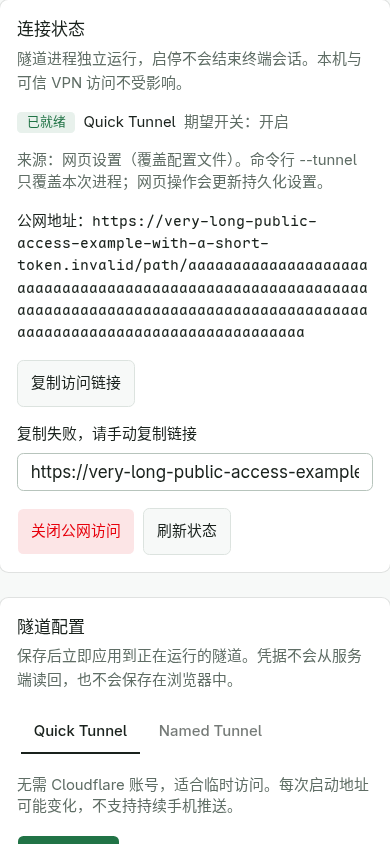 连接状态
隧道进程独立运行，启停不会结束终端会话。本机与
可信 VPN 访问不受影响。
已就绪 Quick Tunnel 期望开关：开启
来源：网页设置（覆盖配置文件）。命令行 --tunnel
只覆盖本次进程；网页操作会更新持久化设置。
公网地址：https://very-long-public-
access-example-with-a-short-
token.invalid/path/aaaaaaaaaaaaaaaaaaaa
aaaaaaaaaaaaaaaaaaaaaaaaaaaaaaaaaaaaaaa
aaaaaaaaaaaaaaaaaaaaaaaaaaaaaaaaaaaaaaa
aaaaaaaaaaaaaaaaaaaaaaaaaaaaaaaa
复制访问链接
复制失败，请手动复制链接
https://very-long-public-access-example
关闭公网访问 刷新状态
隧道配置
保存后立即应用到正在运行的隧道。凭据不会从服务
端读回，也不会保存在浏览器中。
Quick Tunnel Named Tunnel
无需 Cloudflare 账号，适合临时访问。每次启动地址
可能变化，不支持持续手机推送。